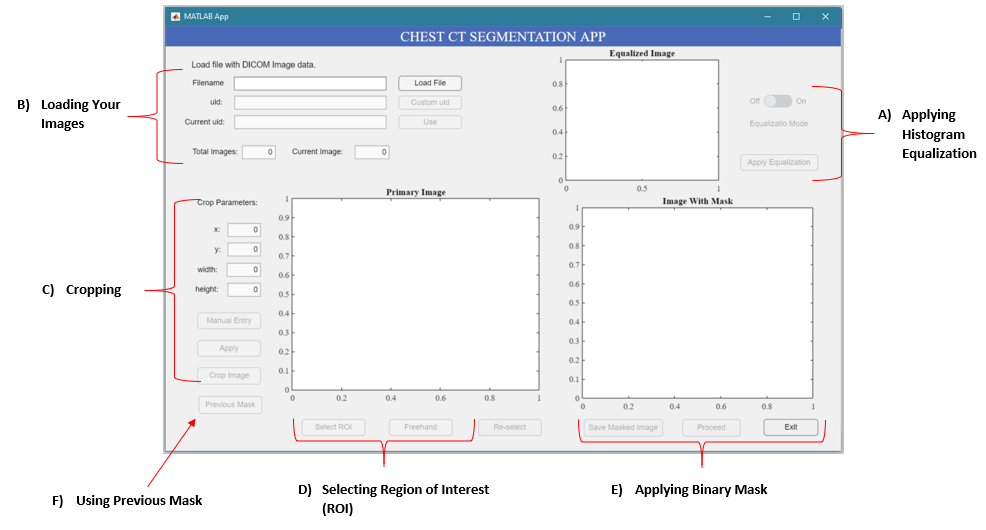 MATLAB App
CHEST CT SEGMENTATION APP
Load file with DICOM Image data.
Filename
Load File
uid:
Custom uid
Current uid:
Use
Total Images: 0
Current Image: 0
B) Loading Your
Images
Equalized Image
1
0.8
0.6
0.4
0.2
0
0 0.5 1
Off On
Equalizatio Mode
Apply Equalization
A) Applying
Histogram
Equalization
Crop Parameters:
x: 0
y: 0
width: 0
height: 0
Manual Entry
Apply
Crop Image
Previous Mask
C) Cropping
Primary Image
1
0.9
0.8
0.7
0.6
0.5
0.4
0.3
0.2
0.1
0
0 0.2 0.4 0.6 0.8 1
Select ROI
Freehand
Re-select
Image With Mask
1
0.9
0.8
0.7
0.6
0.5
0.4
0.3
0.2
0.1
0
0 0.2 0.4 0.6 0.8 1
Save Masked Image
Proceed
Exit
F) Using Previous Mask
D) Selecting Region of Interest
(ROI)
E) Applying Binary Mask